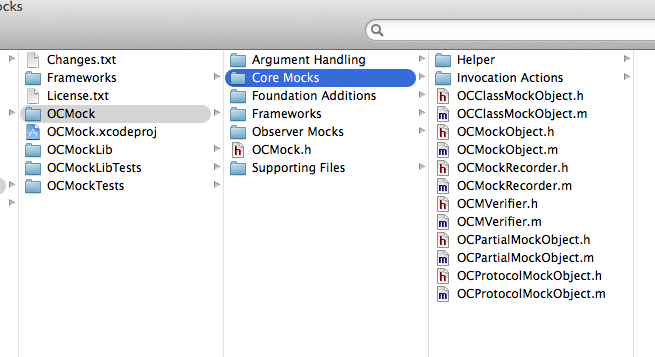 ocks
Changes.txt
Frameworks
License.txt
OCMock
OCMock.xcodeproj
OCMockLib
OCMockLibTests
OCMockTests
Argument Handling
Core Mocks
Foundation Additions
Frameworks
Observer Mocks
OCMock.h
Supporting Files
Helper
Invocation Actions
h OCClassMockObject.h
m OCClassMockObject.m
h OCMockObject.h
m OCMockObject.m
h OCMockRecorder.h
m OCMockRecorder.m
h OCMVerifier.h
m OCMVerifier.m
h OCPartialMockObject.h
m OCPartialMockObject.m
h OCProtocolMockObject.h
m OCProtocolMockObject.m